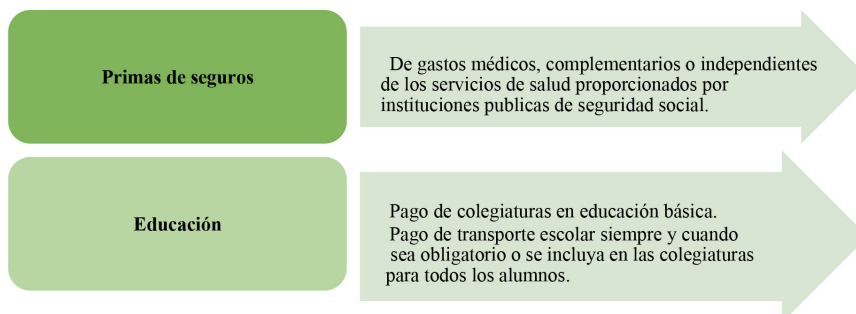 Primas de seguros
De gastos médicos, complementarios o independientes
de los servicios de salud proporcionados por
instituciones publicas de seguridad social.
Educación
Pago de colegiaturas en educación básica.
Pago de transporte escolar siempre y cuando
sea obligatorio o se incluya en las colegiaturas
para todos los alumnos.